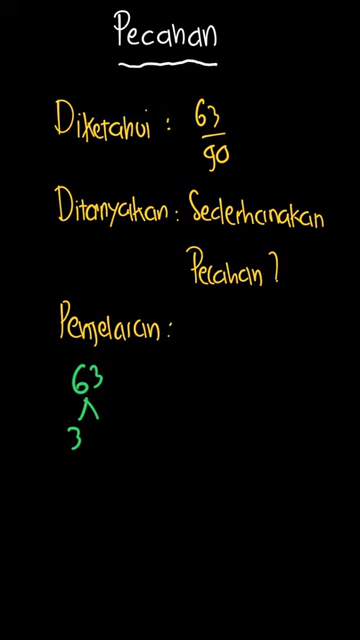 Pecahan
Diketahui : 63/90
Ditanyakan : Sederhanakan
Pecahan ?
Penjelasan :
63
3